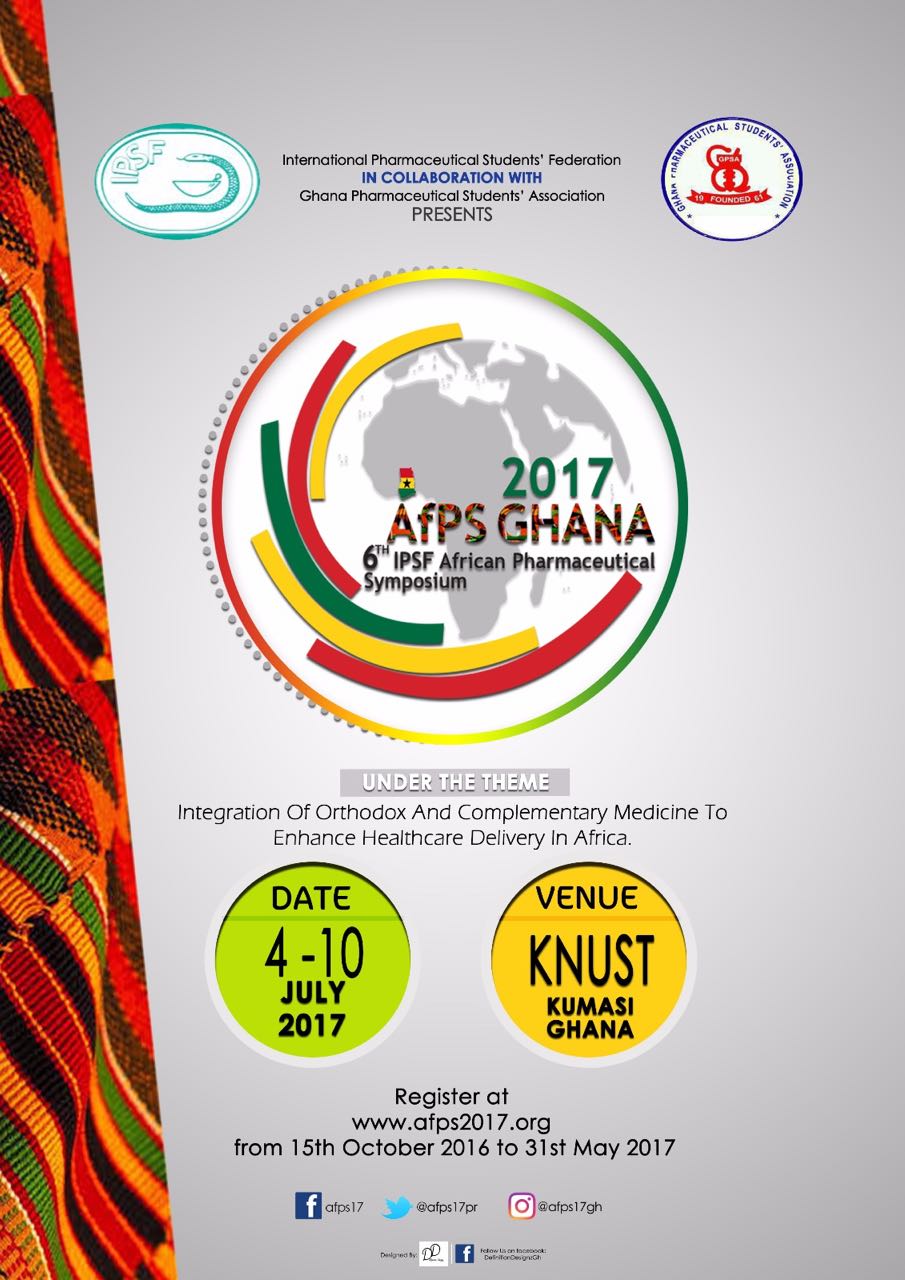 IPSF
International Pharmaceutical Students' Federation
IN COLLABORATION WITH
Ghana Pharmaceutical Students' Association
PRESENTS
GHANA PHARMACEUTICAL STUDENTS' ASSOCIATION
GPSA
19 FOUNDED 61
2017
AfPS GHANA
6TH IPSF African Pharmaceutical
Symposium
UNDER THE THEME
Integration Of Orthodox And Complementary Medicine To
Enhance Healthcare Delivery In Africa.
DATE
4 -10
JULY
2017
VENUE
KNUST
KUMASI
GHANA
Register at
www.afps2017.org
from 15th October 2016 to 31st May 2017
afps17 @afps17pr @afps17gh
Designed By:
Follow Us on facebook:
DefinitionDesignzGh